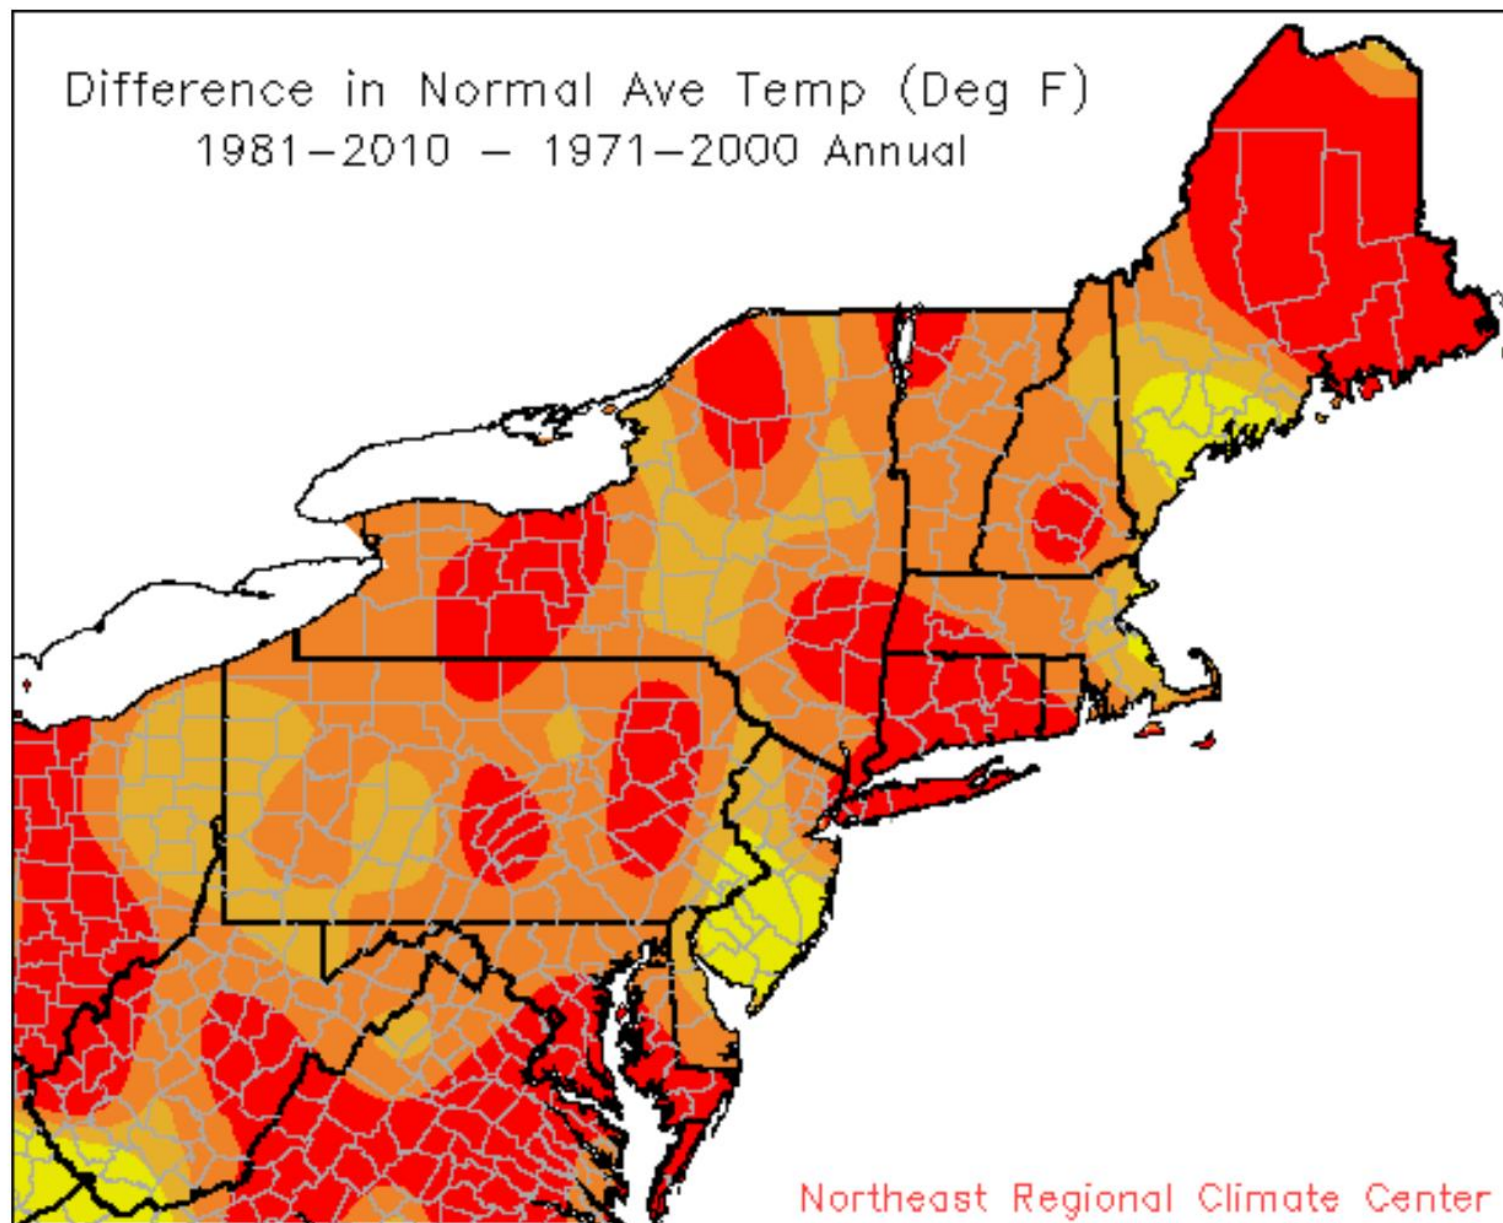 Difference in Normal Ave Temp (Deg F)
1981-2010 - 1971-2000 Annual
Northeast Regional Climate Center